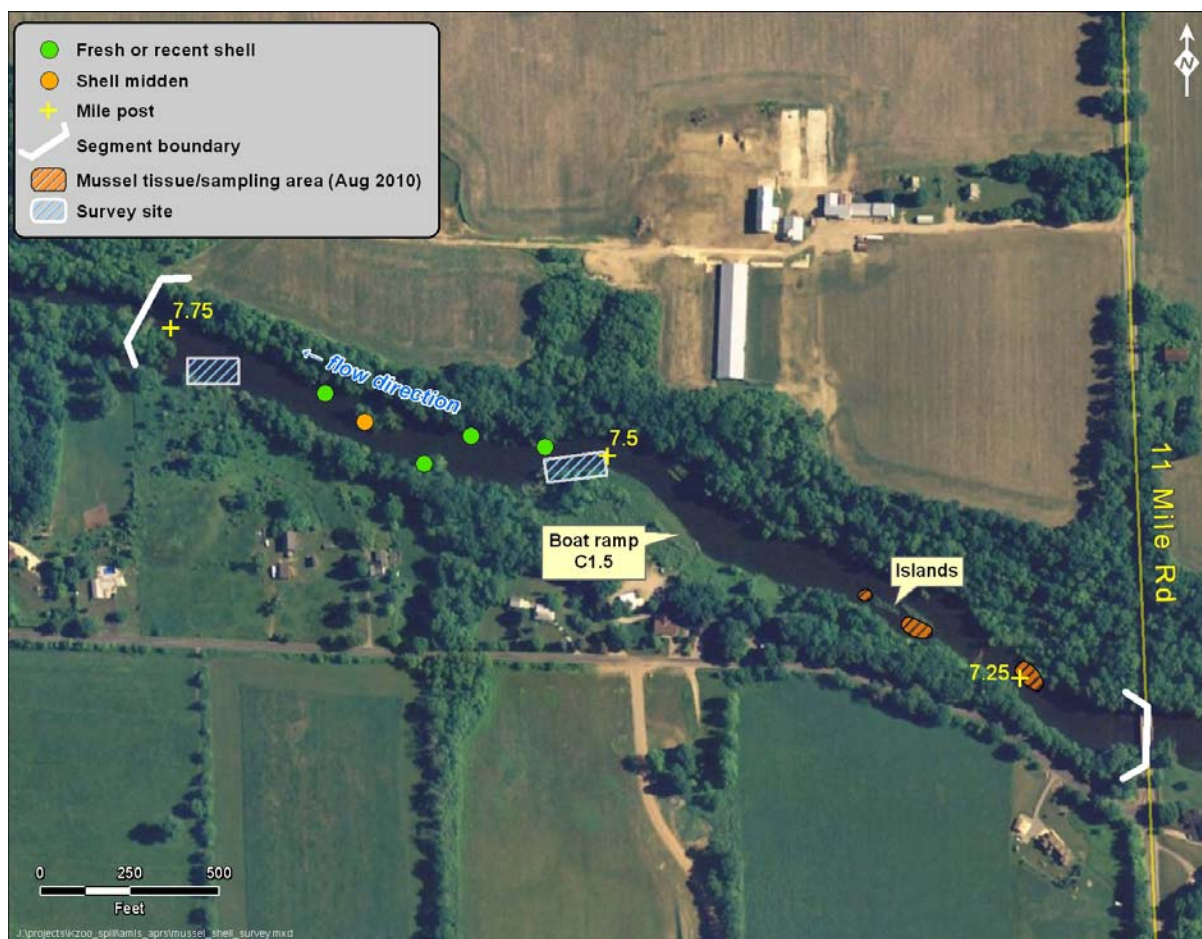 Fresh or recent shell
Shell midden
Mile post
Segment boundary
Mussel tissue/sampling area (Aug 2010)
Survey site
N
7.75
← flow direction
7.5
11 Mile Rd
Boat ramp
C1.5
Islands
7.25
0 250 500
Feet
J:\projects\Kzoo_spill\amis_aprs\mussel_shell_survey.mxd